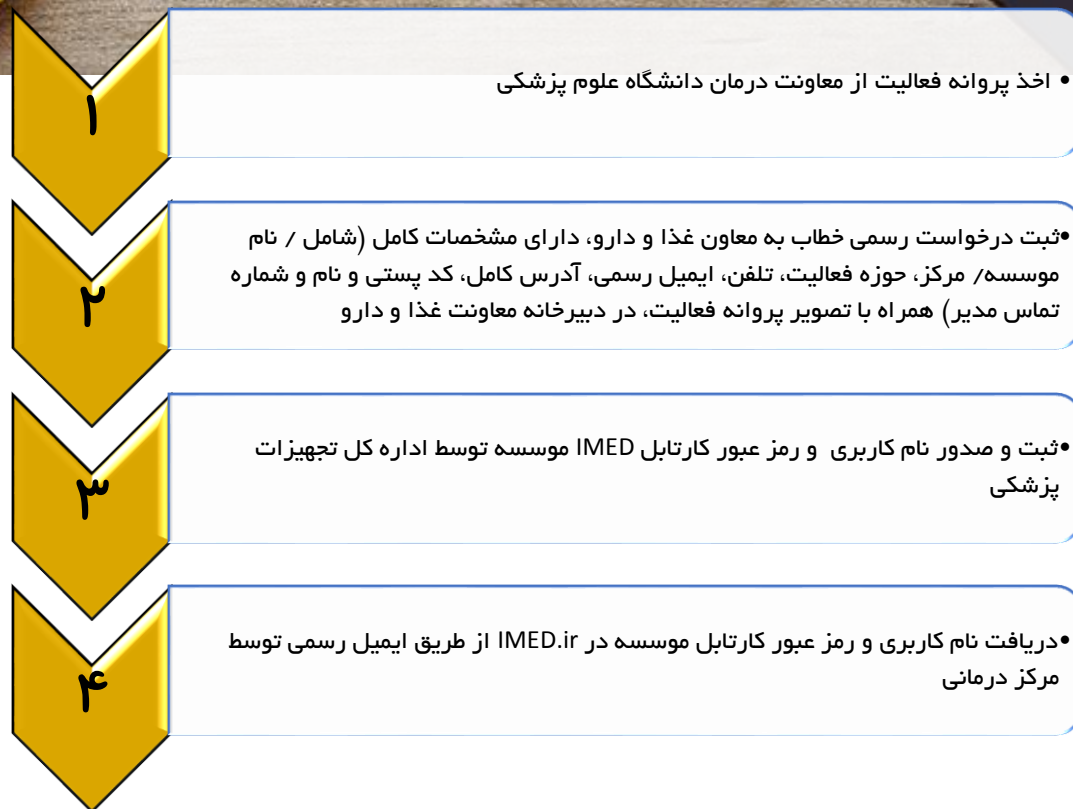 ۱
• اخذ پروانه فعالیت از معاونت درمان دانشگاه علوم پزشکی
۲
•ثبت درخواست رسمی خطاب به معاون غذا و دارو، دارای مشخصات کامل (شامل / نام
موسسه/ مرکز، حوزه فعالیت، تلفن، ایمیل رسمی، آدرس کامل، کد پستی و نام و شماره
تماس مدیر) همراه با تصویر پروانه فعالیت، در دبیرخانه معاونت غذا و دارو
۳
•ثبت و صدور نام کاربری و رمز عبور کارتابل IMED موسسه توسط اداره کل تجهیزات
پزشکی
۴
•دریافت نام کاربری و رمز عبور کارتابل موسسه در IMED.ir از طریق ایمیل رسمی توسط
مرکز درمانی